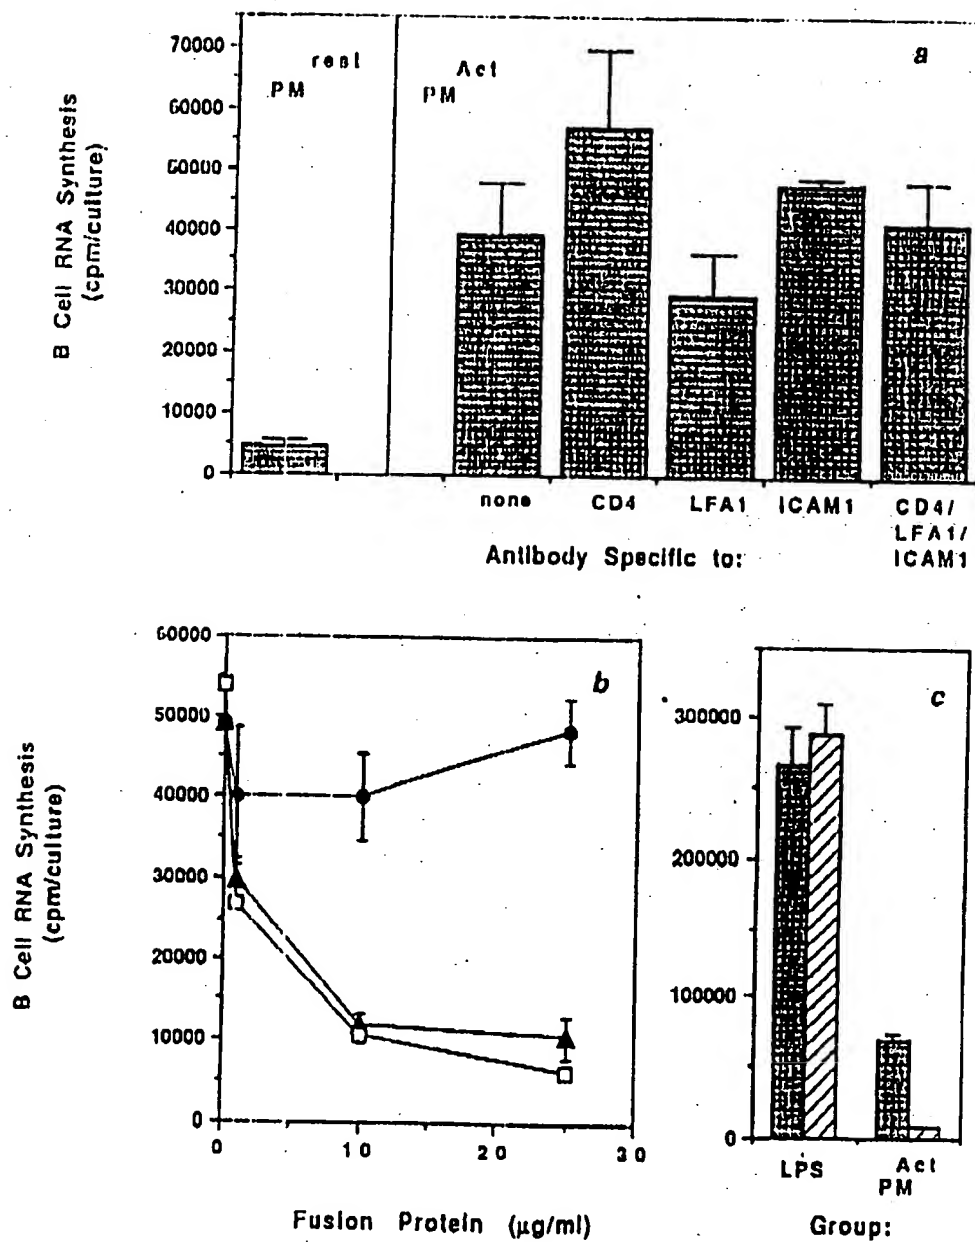 a
70000
60000
50000
40000
30000
20000
10000
0
B Cell RNA Synthesis
(cpm/culture)
rest
PM
Act
PM
none
CD4
LFA1
ICAM1
CD4/
LFA1/
ICAM1
Antibody Specific to:
b
60000
50000
40000
30000
20000
10000
0
B Cell RNA Synthesis
(cpm/culture)
0
10
20
30
Fusion Protein (µg/ml)
c
300000
200000
100000
0
LPS
Act
PM
Group: